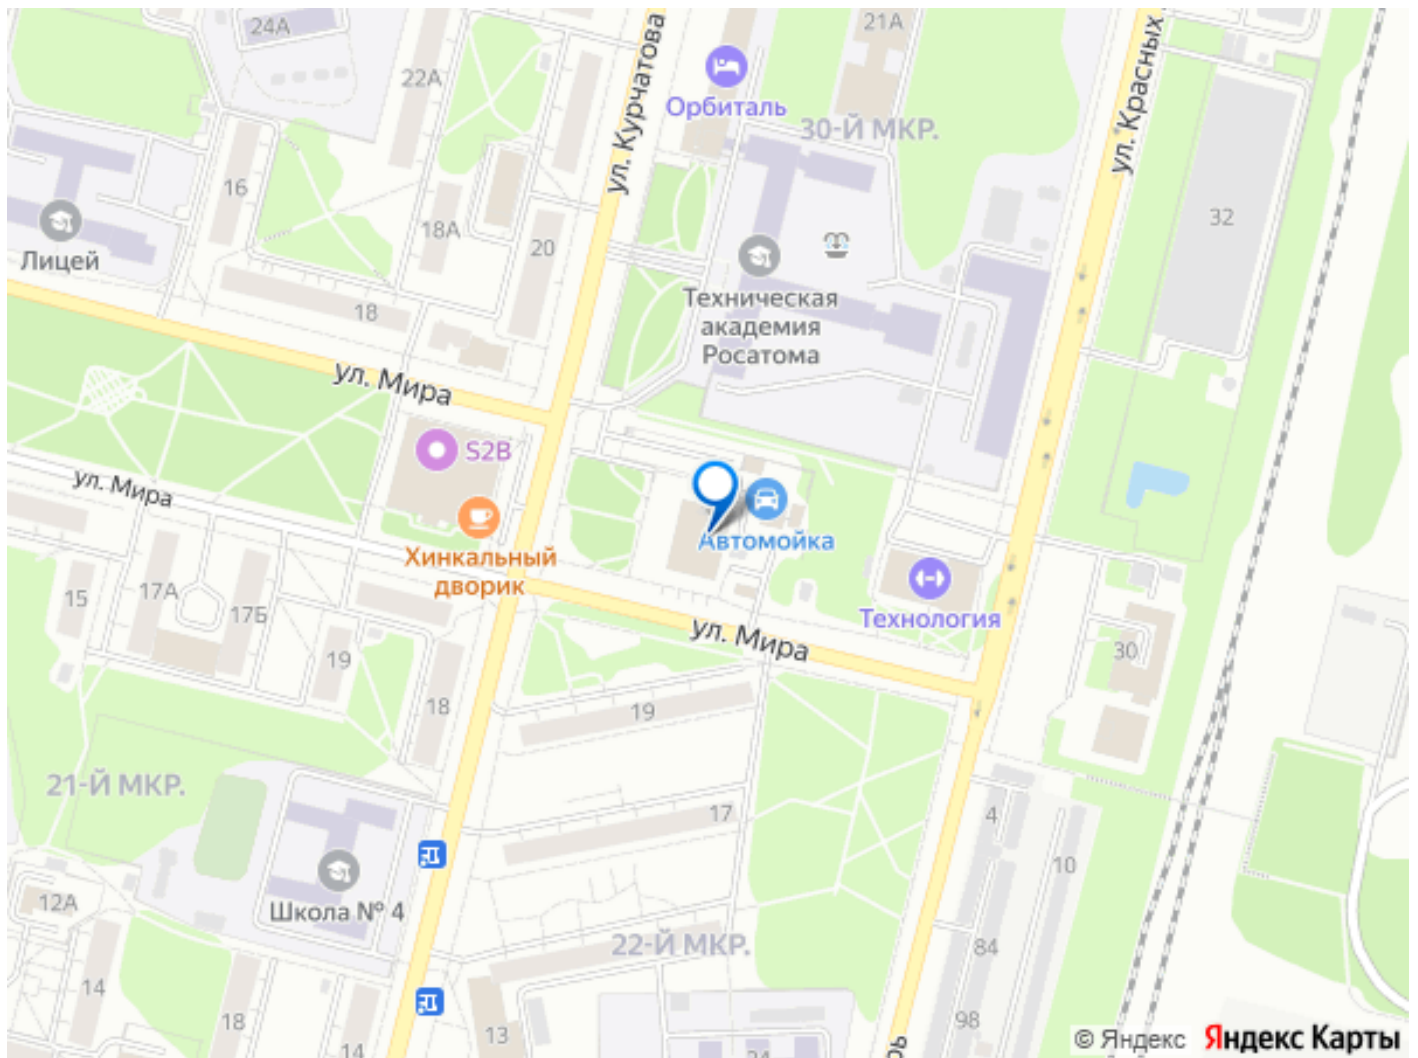 24А
21А
22А
ул. Курчатова
Орбиталь
30-Й МКР.
ул. Красных
16
32
18А
20
Лицей
Техническая
академия
Росатома
18
ул. Мира
S2B
ул. Мира
Автомойка
Хинкальный
дворик
Технология
17А
15
17Б
ул. Мира
30
19
18
19
21-Й МКР.
17
4
10
12А
Школа № 4
22-Й МКР.
84
14
18
13
98
14
24
рь
© Яндекс Яндекс Карты